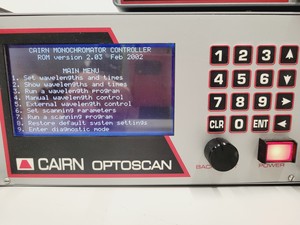 CAIRN MONOCHROMATOR CONTROLLER
ROM version 2.03 Feb 2002
MAIN MENU
1. Set wavelengths and times
2. Show wavelengths and times
3. Run a wavelength program
4. Manual wavelength control
5. External wavelength control
6. Set scanning parameters
7. Run a scanning program
8. Restore default system settings
9. Enter diagnostic mode
1 2 3
4 5 6
7 8 9
CLR 0 ENT
CAIRN OPTOSCAN
POWER